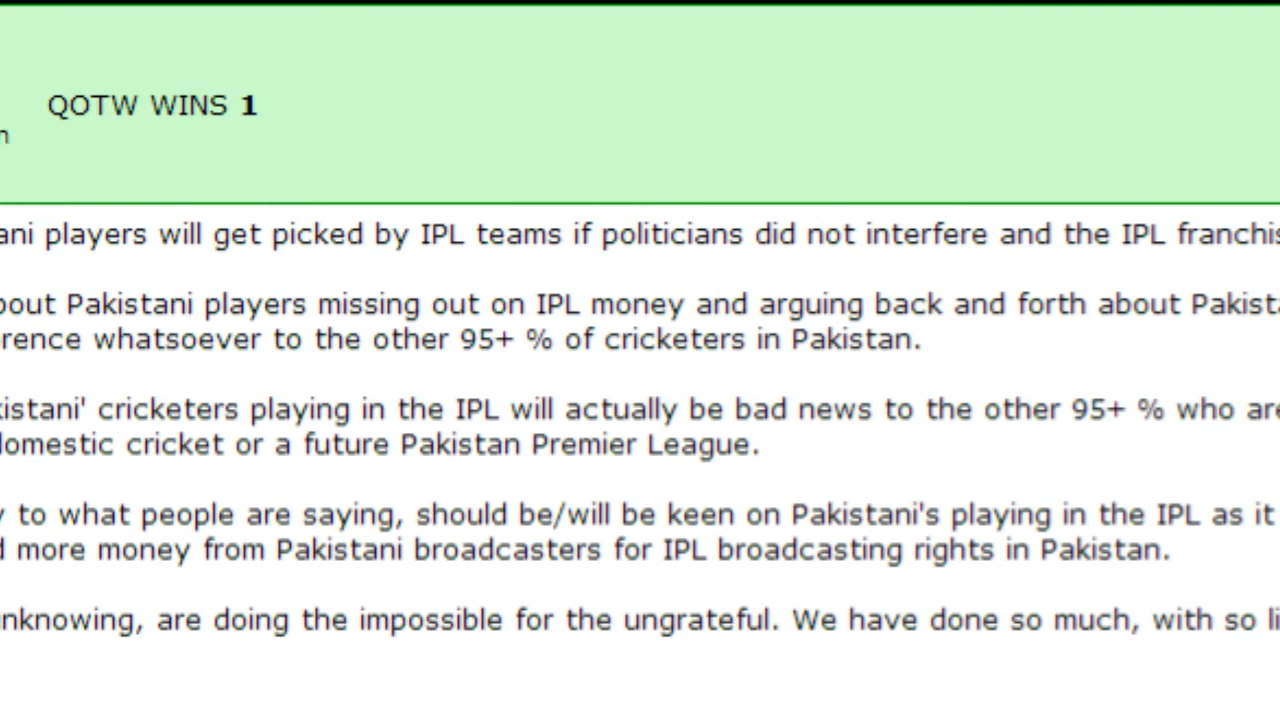 QOTW WINS 1
n
ani players will get picked by IPL teams if politicians did not interfere and the IPL franchis
bout Pakistani players missing out on IPL money and arguing back and forth about Pakista
rence whatsoever to the other 95+ % of cricketers in Pakistan.
kistani' cricketers playing in the IPL will actually be bad news to the other 95+ % who are
domestic cricket or a future Pakistan Premier League.
y to what people are saying, should be/will be keen on Pakistani's playing in the IPL as it
d more money from Pakistani broadcasters for IPL broadcasting rights in Pakistan.
unknowing, are doing the impossible for the ungrateful. We have done so much, with so li